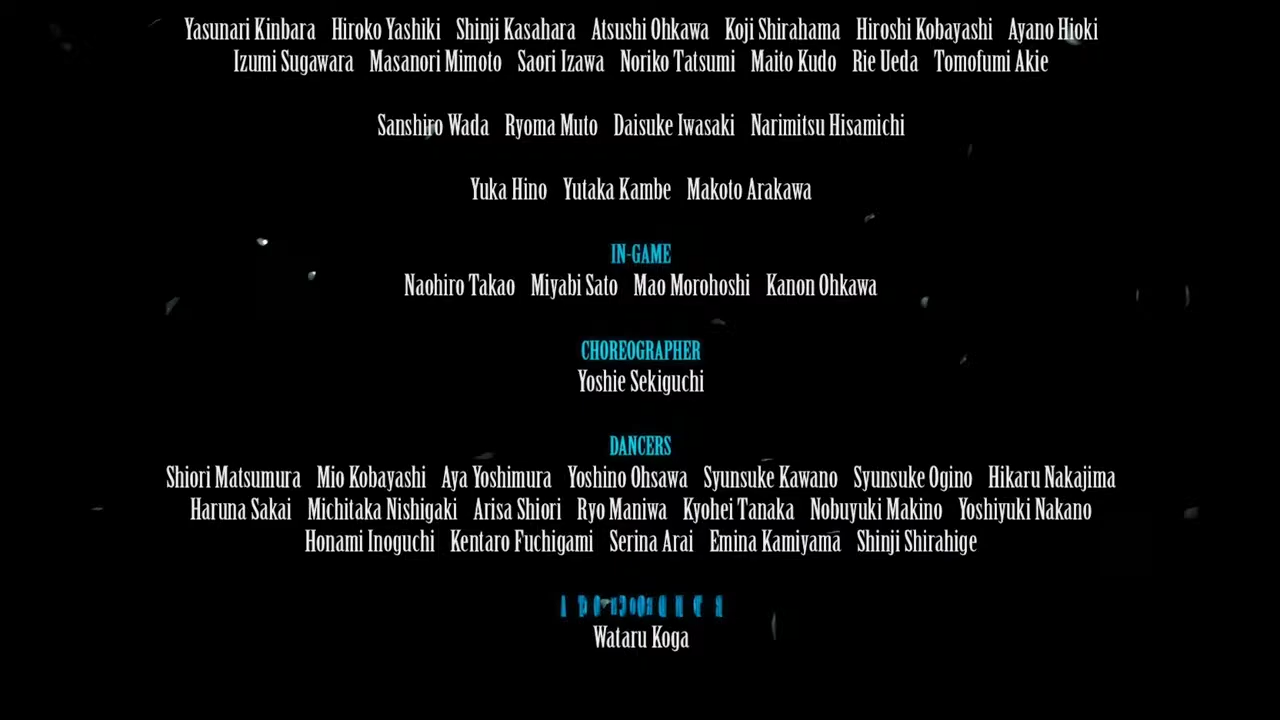 Yasunari Kinbara Hiroko Yashiki Shinji Kasahara Atsushi Ohkawa Koji Shirahama Hiroshi Kobayashi Ayano Hioki
Izumi Sugawara Masanori Mimoto Saori Izawa Noriko Tatsumi Maito Kudo Rie Ueda Tomofumi Akie
Sanshiro Wada Ryoma Muto Daisuke Iwasaki Narimitsu Hisamichi
Yuka Hino Yutaka Kambe Makoto Arakawa
IN-GAME
Naohiro Takao Miyabi Sato Mao Morohoshi Kanon Ohkawa
CHOREOGRAPHER
Yoshie Sekiguchi
DANCERS
Shiori Matsumura Mio Kobayashi Aya Yoshimura Yoshino Ohsawa Syunsuke Kawano Syunsuke Ogino Hikaru Nakajima
Haruna Sakai Michitaka Nishigaki Arisa Shiori Ryo Maniwa Kyohei Tanaka Nobuyuki Makino Yoshiyuki Nakano
Honami Inoguchi Kentaro Fuchigami Serina Arai Emina Kamiyama Shinji Shirahige
Wataru Koga